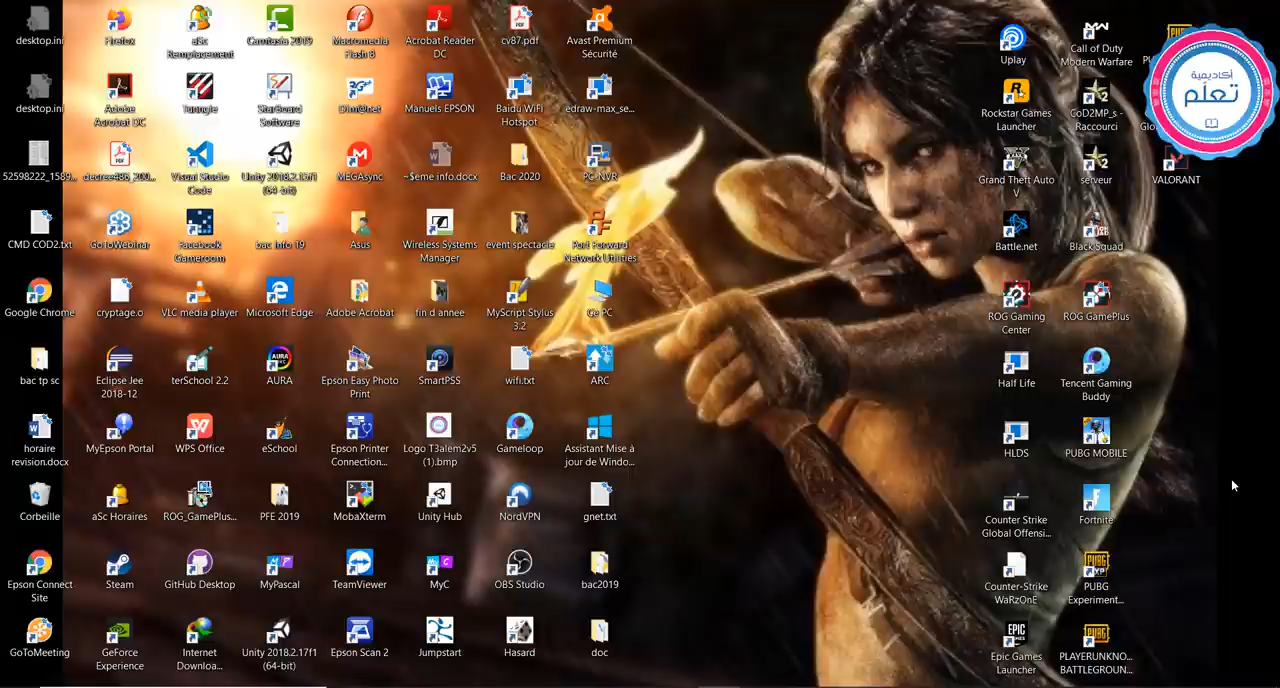 desktop.ini
Firefox
aSc
Remplacement
Camtasia 2019
Macromedia
Flash 8
Acrobat Reader
DC
cv87.pdf
Avast Premium
Sécurité
desktop.ini
Adobe
Acrobat DC
Tunngle
StarBoard
Software
Dlm@net
Manuels EPSON
Baidu WiFi
Hotspot
edraw-max_se...
52598222_1589...
Visual Studio
Code
Unity 2018.2.17f1
(64-bit)
MEGAsync
~$eme info.docx
Bac 2020
PC-NVR
CMD COD2.txt
GoToWebinar
Facebook
Gameroom
bac info 19
Asus
Wireless Systems
Manager
event spectacle
Port Forward
Network Utilities
Google Chrome
cryptage.o
VLC media player
Microsoft Edge
Adobe Acrobat
fin d annee
MyScript Stylus
3.2
Ce PC
bac tp sc
Eclipse Jee
2018-12
terSchool 2.2
AURA
Epson Easy Photo
Print
SmartPSS
wifi.txt
ARC
horaire
revision.docx
MyEpson Portal
WPS Office
eSchool
Epson Printer
Connection...
Logo T3alem2v5
(1).bmp
Gameloop
Assistant Mise à
jour de Windo...
Corbeille
aSc Horaires
ROG_GamePlus...
PFE 2019
MobaXterm
Unity Hub
NordVPN
gnet.txt
Epson Connect
Site
Steam
GitHub Desktop
MyPascal
TeamViewer
MyC
OBS Studio
bac2019
GoToMeeting
GeForce
Experience
Internet
Downloa...
Unity 2018.2.17f1
(64-bit)
Epson Scan 2
Jumpstart
Hasard
doc
Uplay
Call of Duty
Modern Warfare
Rockstar Games
Launcher
CoD2MP_s -
Raccourci
Grand Theft Auto
V
serveur
VALORANT
Battle.net
Black Squad
ROG Gaming
Center
ROG GamePlus
Half Life
Tencent Gaming
Buddy
HLDS
PUBG MOBILE
Counter Strike
Global Offensi...
Fortnite
Counter-Strike
WaRzOnE
PUBG
Experiment...
Epic Games
Launcher
PLAYERUNKNO...
BATTLEGROUN...
أكاديمية
تعلّم